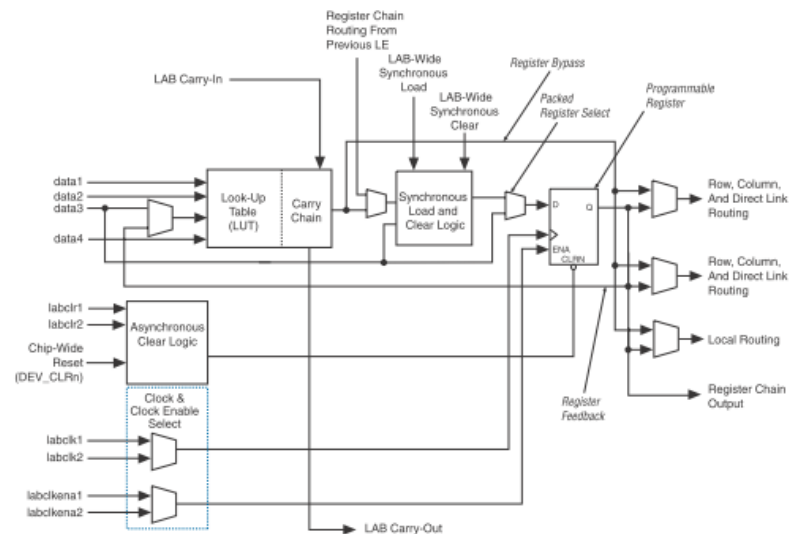 Register Chain
Routing From
Previous LE
LAB-Wide
Synchronous
Load
Register Bypass
LAB Carry-In
LAB-Wide
Synchronous
Clear
Packed
Register Select
Programmable
Register
data1
data2
data3
data4
Look-Up
Table
(LUT)
Carry
Chain
Synchronous
Load and
Clear Logic
D
Q
ENA
CLRN
Row, Column,
And Direct Link
Routing
Row, Column,
And Direct Link
Routing
labclr1
labclr2
Chip-Wide
Reset
(DEV_CLRn)
Asynchronous
Clear Logic
Local Routing
Register Chain
Output
Register
Feedback
Clock &
Clock Enable
Select
labclk1
labclk2
labclkena1
labclkena2
LAB Carry-Out